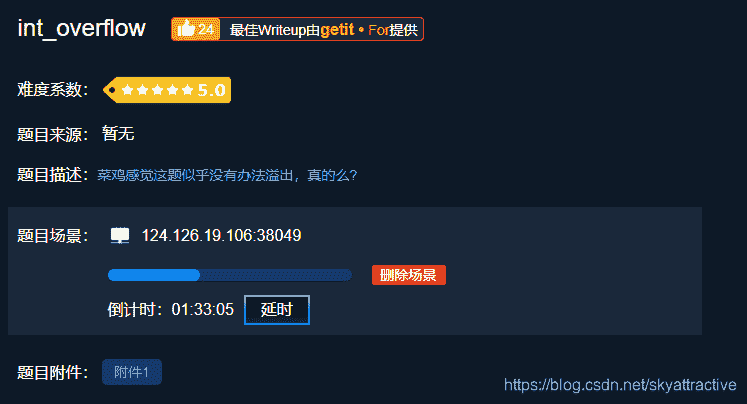 int_overflow 24 最佳Writeup由getit • For提供
难度系数： 5.0
题目来源： 暂无
题目描述： 菜鸡感觉这题似乎没有办法溢出，真的么？
题目场景： 124.126.19.106:38049
删除场景
倒计时：01:33:05 延时
题目附件： 附件1
https://blog.csdn.net/skyattractive